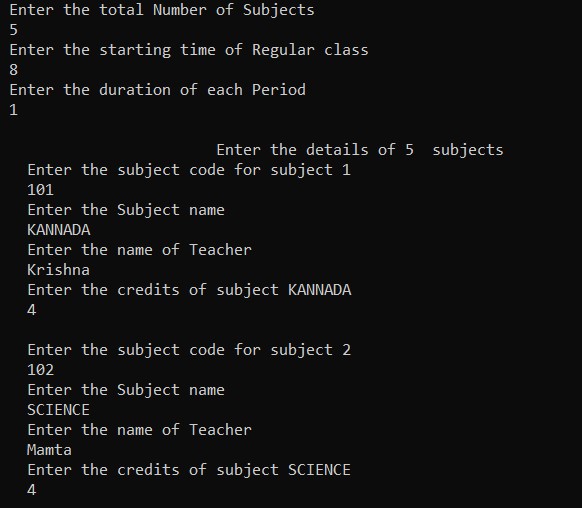 Enter the total Number of Subjects
5
Enter the starting time of Regular class
8
Enter the duration of each Period
1
Enter the details of 5  subjects
Enter the subject code for subject 1
101
Enter the Subject name
KANNADA
Enter the name of Teacher
Krishna
Enter the credits of subject KANNADA
4
Enter the subject code for subject 2
102
Enter the Subject name
SCIENCE
Enter the name of Teacher
Mamta
Enter the credits of subject SCIENCE
4